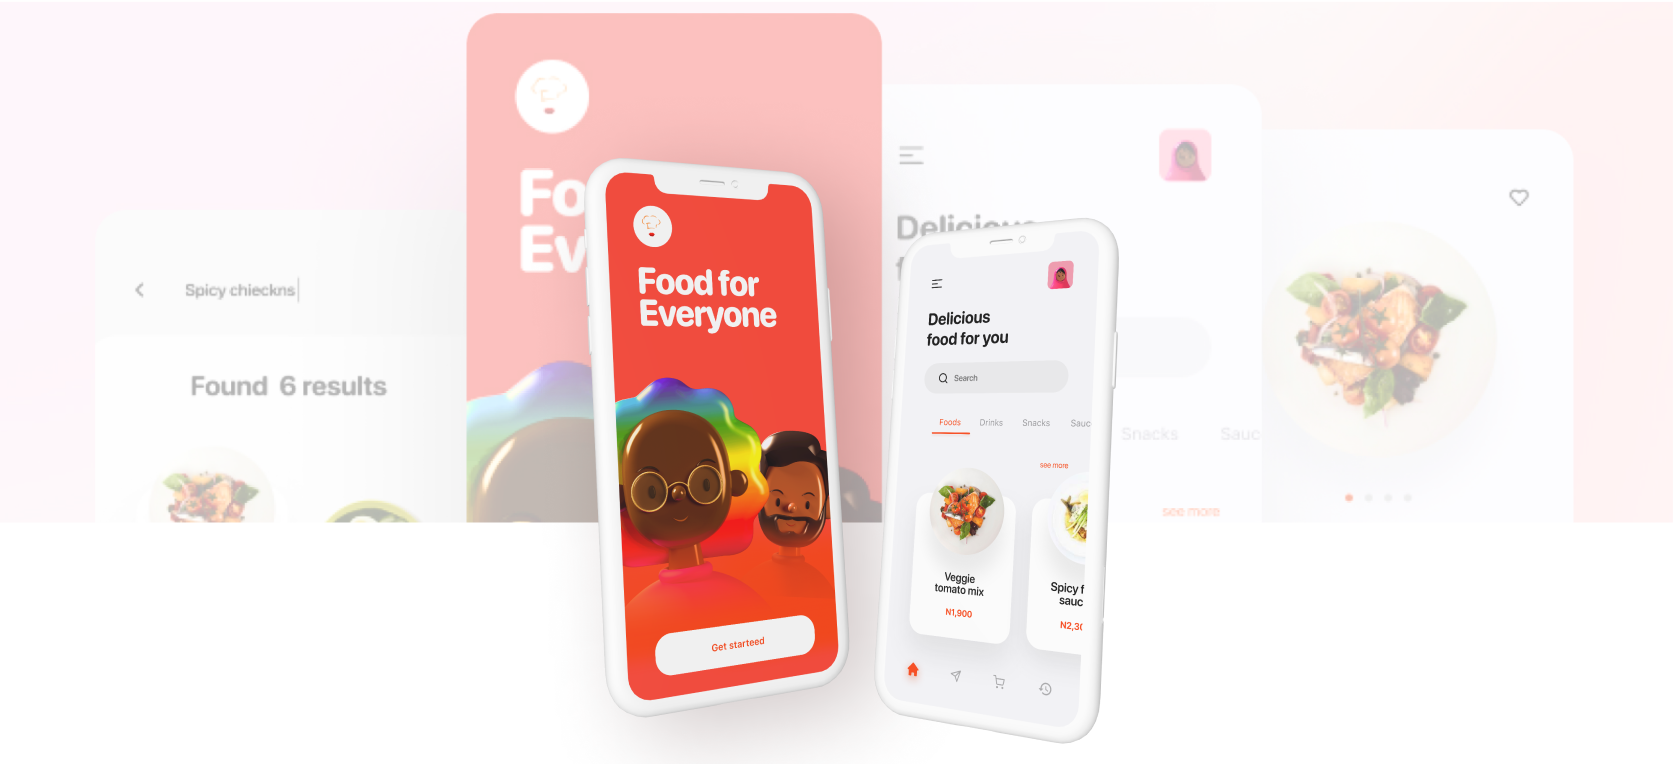 Spicy chieckns
Found 6 results
Fo
Ev
Food for
Everyone
Get starteed
Delicious
f
Snacks
Sauc
see more
Delicious
food for you
Search
Foods
Drinks
Snacks
Sauc
see more
Veggie
tomato mix
N1,900
Spicy f
sauc
N2,30